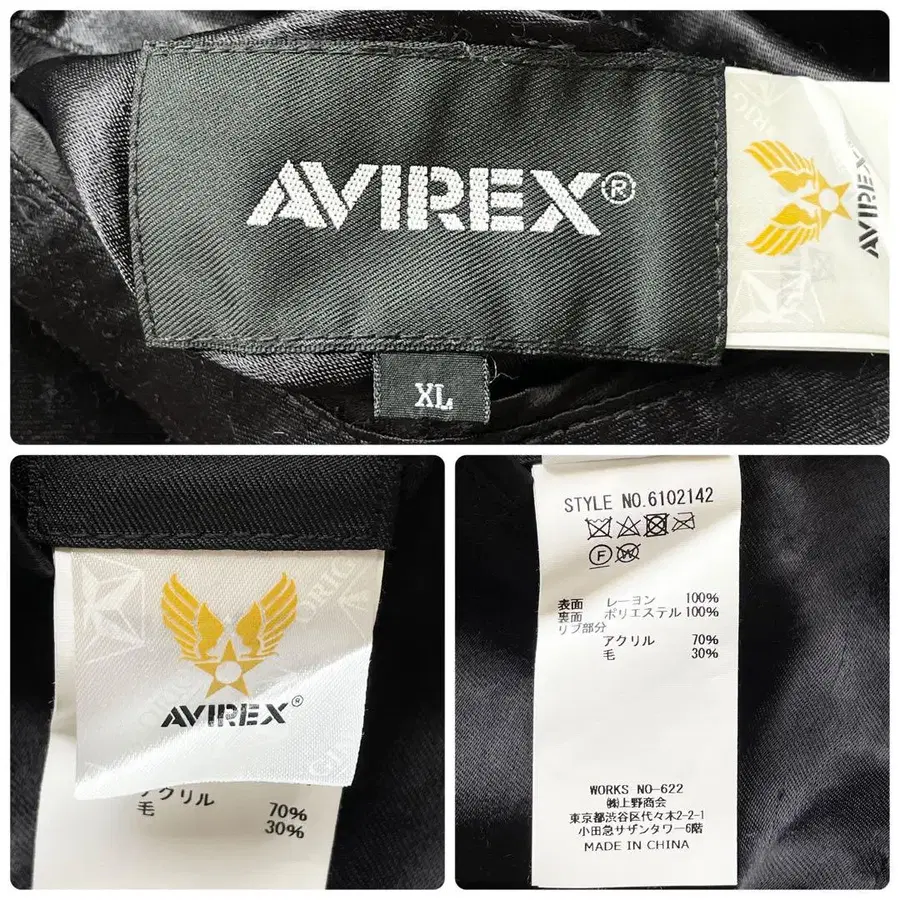 AVIREX®
XL
AVIREX
ORIG
ORIG
AVIREX®
アクリル 70%
毛 30%
STYLE NO.6102142
F W
表面 レーヨン 100%
裏面 ポリエステル 100%
リブ部分
アクリル 70%
毛 30%
WORKS NO-622
㈱上野商会
東京都渋谷区代々木2-2-1
小田急サザンタワー6階
MADE IN CHINA